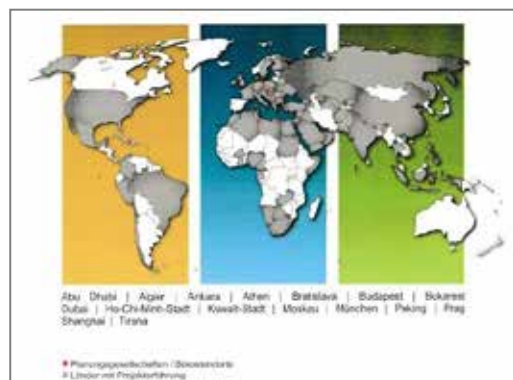 Abu Dhabi | Algier | Ankara | Athen | Bratislava | Budapest | Bukarest
Dubai | Ho-Chi-Minh-Stadt | Kuwait-Stadt | Moskau | München | Peking | Prag
Shanghai | Tirana
Planungsgesellschaften / Bürostandorte
Länder mit Projekterfahrung